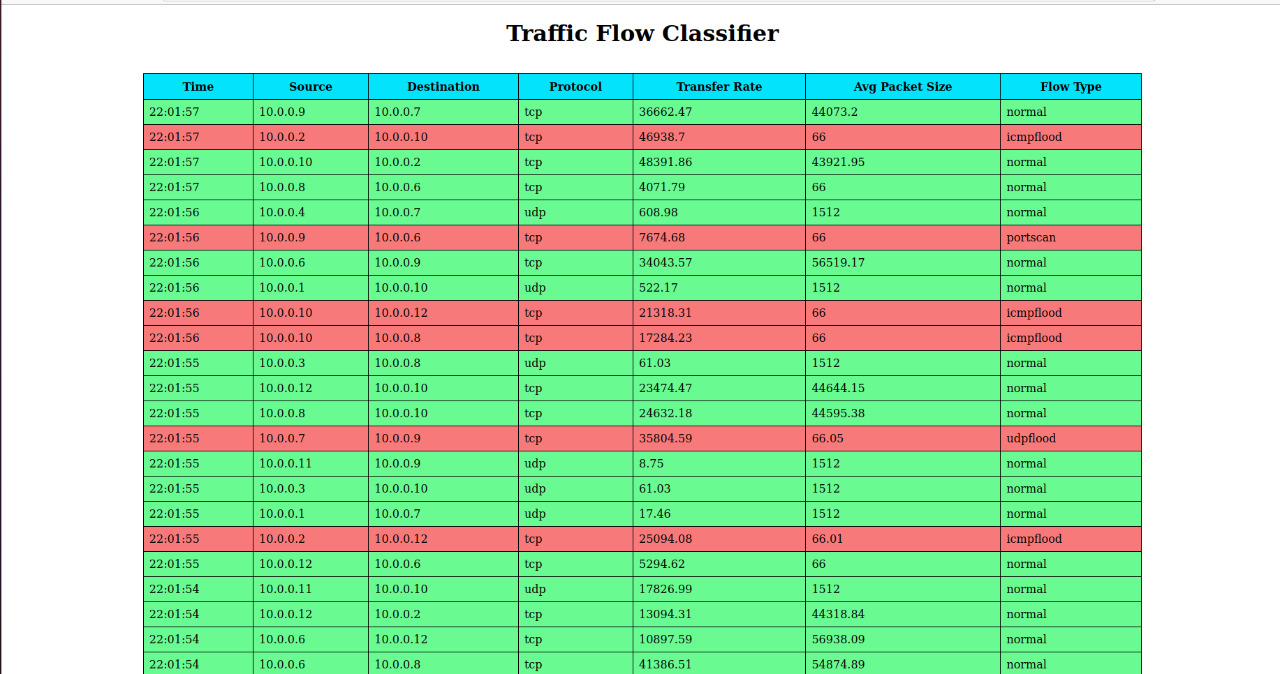 Traffic Flow Classifier
Time Source Destination Protocol Transfer Rate Avg Packet Size Flow Type
22:01:57 10.0.0.9 10.0.0.7 tcp 36662.47 44073.2 normal
22:01:57 10.0.0.2 10.0.0.10 tcp 46938.7 66 icmpflood
22:01:57 10.0.0.10 10.0.0.2 tcp 48391.86 43921.95 normal
22:01:57 10.0.0.8 10.0.0.6 tcp 4071.79 66 normal
22:01:56 10.0.0.4 10.0.0.7 udp 608.98 1512 normal
22:01:56 10.0.0.9 10.0.0.6 tcp 7674.68 66 portscan
22:01:56 10.0.0.6 10.0.0.9 tcp 34043.57 56519.17 normal
22:01:56 10.0.0.1 10.0.0.10 udp 522.17 1512 normal
22:01:56 10.0.0.10 10.0.0.12 tcp 21318.31 66 icmpflood
22:01:56 10.0.0.10 10.0.0.8 tcp 17284.23 66 icmpflood
22:01:55 10.0.0.3 10.0.0.8 udp 61.03 1512 normal
22:01:55 10.0.0.12 10.0.0.10 tcp 23474.47 44644.15 normal
22:01:55 10.0.0.8 10.0.0.10 tcp 24632.18 44595.38 normal
22:01:55 10.0.0.7 10.0.0.9 tcp 35804.59 66.05 udpflood
22:01:55 10.0.0.11 10.0.0.9 udp 8.75 1512 normal
22:01:55 10.0.0.3 10.0.0.10 udp 61.03 1512 normal
22:01:55 10.0.0.1 10.0.0.7 udp 17.46 1512 normal
22:01:55 10.0.0.2 10.0.0.12 tcp 25094.08 66.01 icmpflood
22:01:55 10.0.0.12 10.0.0.6 tcp 5294.62 66 normal
22:01:54 10.0.0.11 10.0.0.10 udp 17826.99 1512 normal
22:01:54 10.0.0.12 10.0.0.2 tcp 13094.31 44318.84 normal
22:01:54 10.0.0.6 10.0.0.12 tcp 10897.59 56938.09 normal
22:01:54 10.0.0.6 10.0.0.8 tcp 41386.51 54874.89 normal